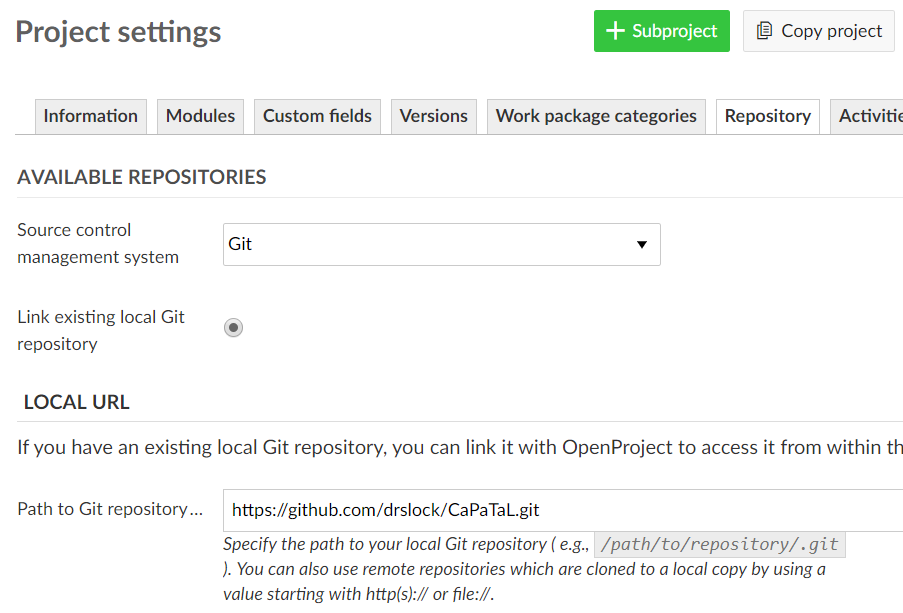 Project settings
Subproject
Copy project
Information
Modules
Custom fields
Versions
Work package categories
Repository
Activitie
AVAILABLE REPOSITORIES
Source control
management system
Git
Link existing local Git
repository
LOCAL URL
If you have an existing local Git repository, you can link it with OpenProject to access it from within th
Path to Git repository...
https://github.com/drslock/CaPaTaL.git
Specify the path to your local Git repository ( e.g., /path/to/repository/.git
). You can also use remote repositories which are cloned to a local copy by using a
value starting with http(s):// or file://.